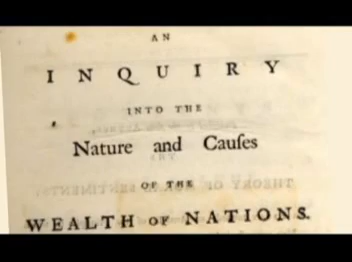 AN
INQUIRY
INTO THE
Nature and Cauſes
OF THE
WEALTH OF NATIONS.